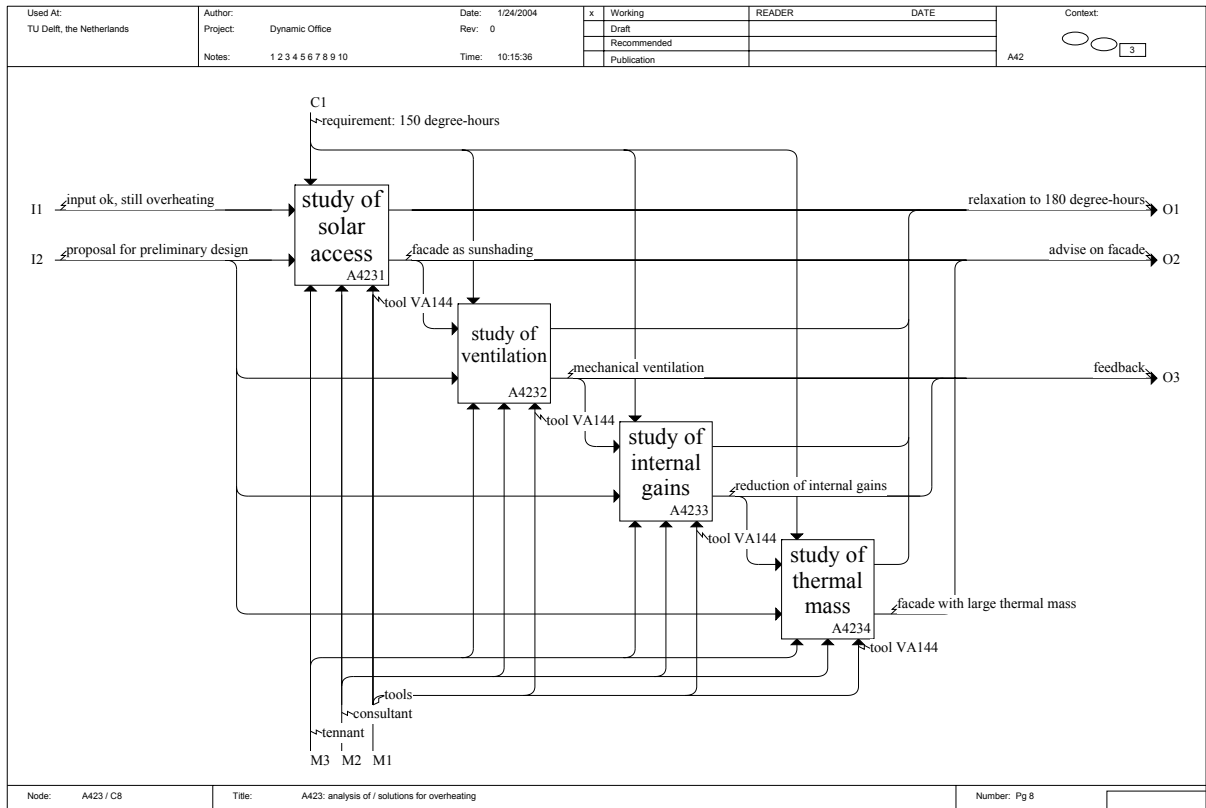 Used At:
TU Delft, the Netherlands
Author:
Project: Dynamic Office
Notes: 1 2 3 4 5 6 7 8 9 10
Date: 1/24/2004
Rev: 0
Time: 10:15:36
x Working
Draft
Recommended
Publication
READER DATE
Context:
3
A42
C1
requirement: 150 degree-hours
I1
input ok, still overheating
I2
proposal for preliminary design
study of
solar
access
A4231
relaxation to 180 degree-hours
O1
facade as sunshading
advise on facade
O2
tool VA144
study of
ventilation
A4232
mechanical ventilation
feedback
O3
tool VA144
study of
internal
gains
A4233
reduction of internal gains
tool VA144
study of
thermal
mass
A4234
facade with large thermal mass
tool VA144
tools
consultant
tennant
M3 M2 M1
Node: A423 / C8
Title: A423: analysis of / solutions for overheating
Number: Pg 8